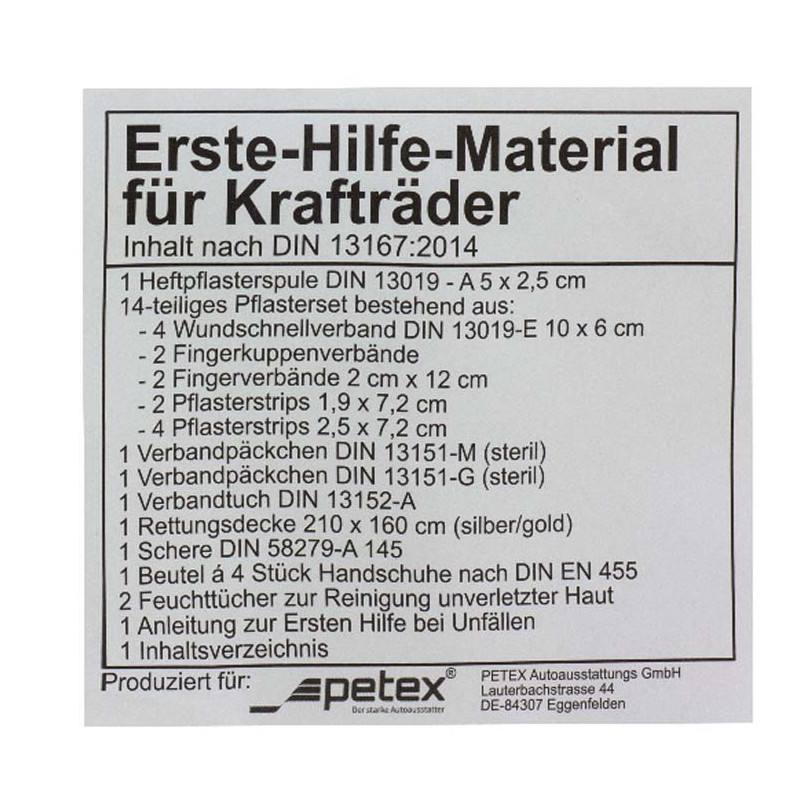 Erste-Hilfe-Material
für Krafträder
Inhalt nach DIN 13167:2014
1 Heftpflasterspule DIN 13019 - A 5 x 2,5 cm
14-teiliges Pflasterset bestehend aus:
- 4 Wundschnellverband DIN 13019-E 10 x 6 cm
- 2 Fingerkuppenverbände
- 2 Fingerverbände 2 cm x 12 cm
- 2 Pflasterstrips 1,9 x 7,2 cm
- 4 Pflasterstrips 2,5 x 7,2 cm
1 Verbandpäckchen DIN 13151-M (steril)
1 Verbandpäckchen DIN 13151-G (steril)
1 Verbandtuch DIN 13152-A
1 Rettungsdecke 210 x 160 cm (silber/gold)
1 Schere DIN 58279-A 145
1 Beutel á 4 Stück Handschuhe nach DIN EN 455
2 Feuchttücher zur Reinigung unverletzter Haut
1 Anleitung zur Ersten Hilfe bei Unfällen
1 Inhaltsverzeichnis
Produziert für:
petex®
Der starke Autoausstatter
PETEX Autoausstattungs GmbH
Lauterbachstrasse 44
DE-84307 Eggenfelden